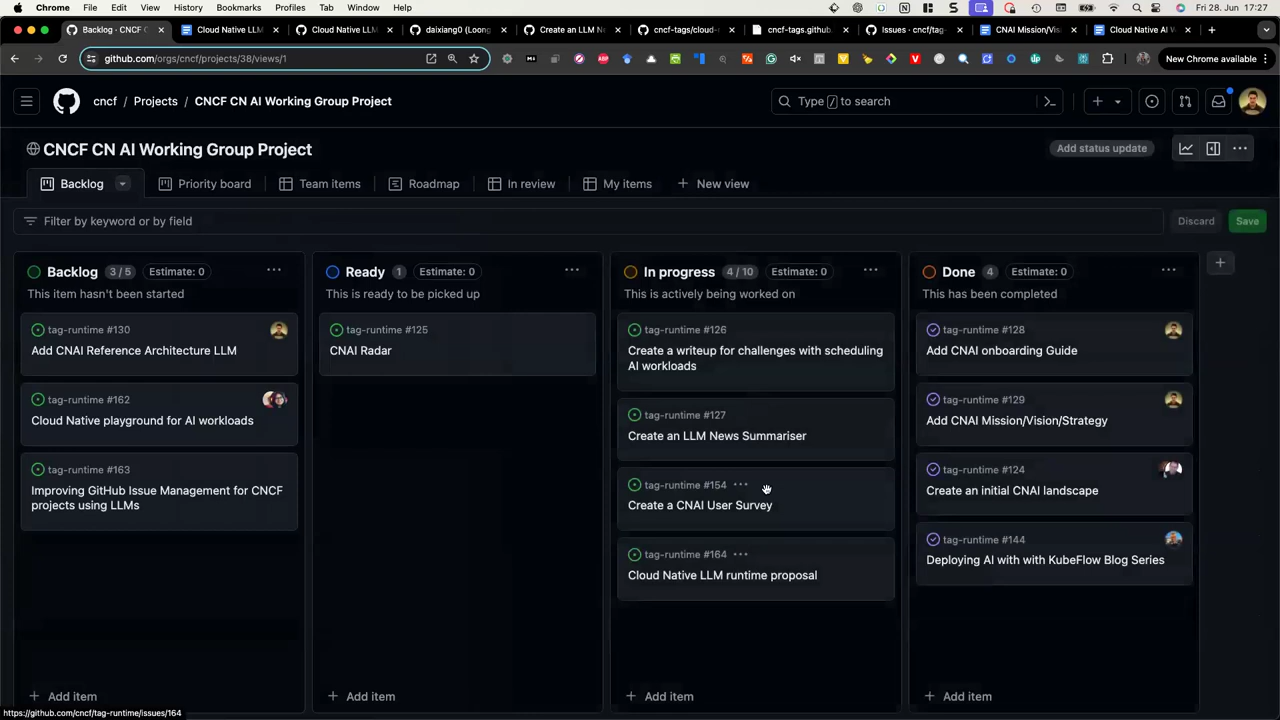 Chrome File Edit View History Bookmarks Profiles Tab Window Help Fri 28. Jun 17:27
Backlog · CNCF C Cloud Native LLM Cloud Native LLM daixiang0 (Loong Create an LLM Ne cncf-tags/cloud- cncf-tags.github. Issues · cncf/tag- CNAI Mission/Vis Cloud Native AI W
github.com/orgs/cncf/projects/38/views/1 New Chrome available
cncf / Projects / CNCF CN AI Working Group Project Type / to search
CNCF CN AI Working Group Project Add status update
Backlog Priority board Team items Roadmap In review My items New view
Filter by keyword or by field Discard Save
Backlog 3 / 5 Estimate: 0
This item hasn't been started
tag-runtime #130
Add CNAI Reference Architecture LLM
tag-runtime #162
Cloud Native playground for AI workloads
tag-runtime #163
Improving GitHub Issue Management for CNCF
projects using LLMs
Add item
Ready 1 Estimate: 0
This is ready to be picked up
tag-runtime #125
CNAI Radar
Add item
In progress 4 / 10 Estimate: 0
This is actively being worked on
tag-runtime #126
Create a writeup for challenges with scheduling
AI workloads
tag-runtime #127
Create an LLM News Summariser
tag-runtime #154
Create a CNAI User Survey
tag-runtime #164
Cloud Native LLM runtime proposal
Add item
Done 4 Estimate: 0
This has been completed
tag-runtime #128
Add CNAI onboarding Guide
tag-runtime #129
Add CNAI Mission/Vision/Strategy
tag-runtime #124
Create an initial CNAI landscape
tag-runtime #144
Deploying AI with with KubeFlow Blog Series
Add item
https://github.com/cncf/tag-runtime/issues/164